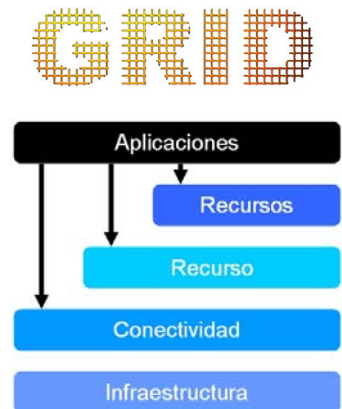 GRID
Aplicaciones
Recursos
Recurso
Conectividad
Infraestructura